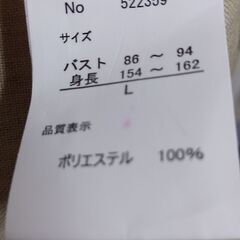 No 522359
サイズ
バスト 86 ～ 94
身長 154 ～ 162
L
品質表示
ポリエステル 100%